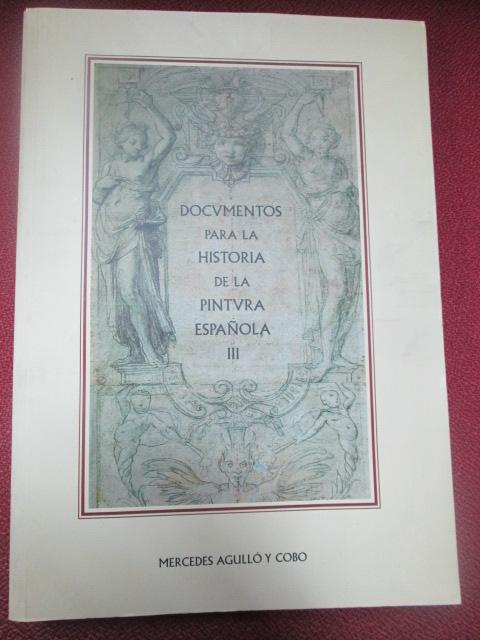 DOCVMENTOS
PARA LA
HISTORIA
DE LA
PINTVRA
ESPAÑOLA
III
MERCEDES AGULLÓ Y COBO